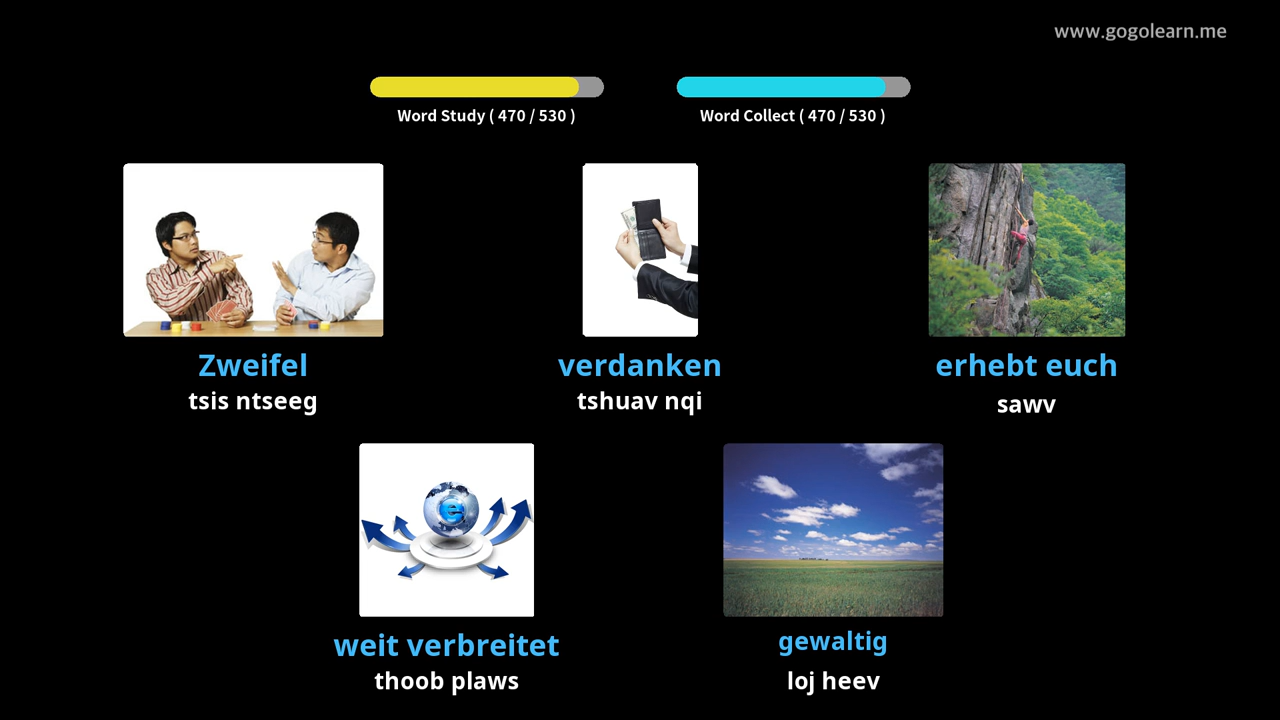 www.gogolearn.me
Word Study ( 470 / 530 )
Word Collect ( 470 / 530 )
Zweifel
tsis ntseeg
verdanken
tshuav nqi
erhebt euch
sawv
e
weit verbreitet
thoob plaws
gewaltig
loj heev